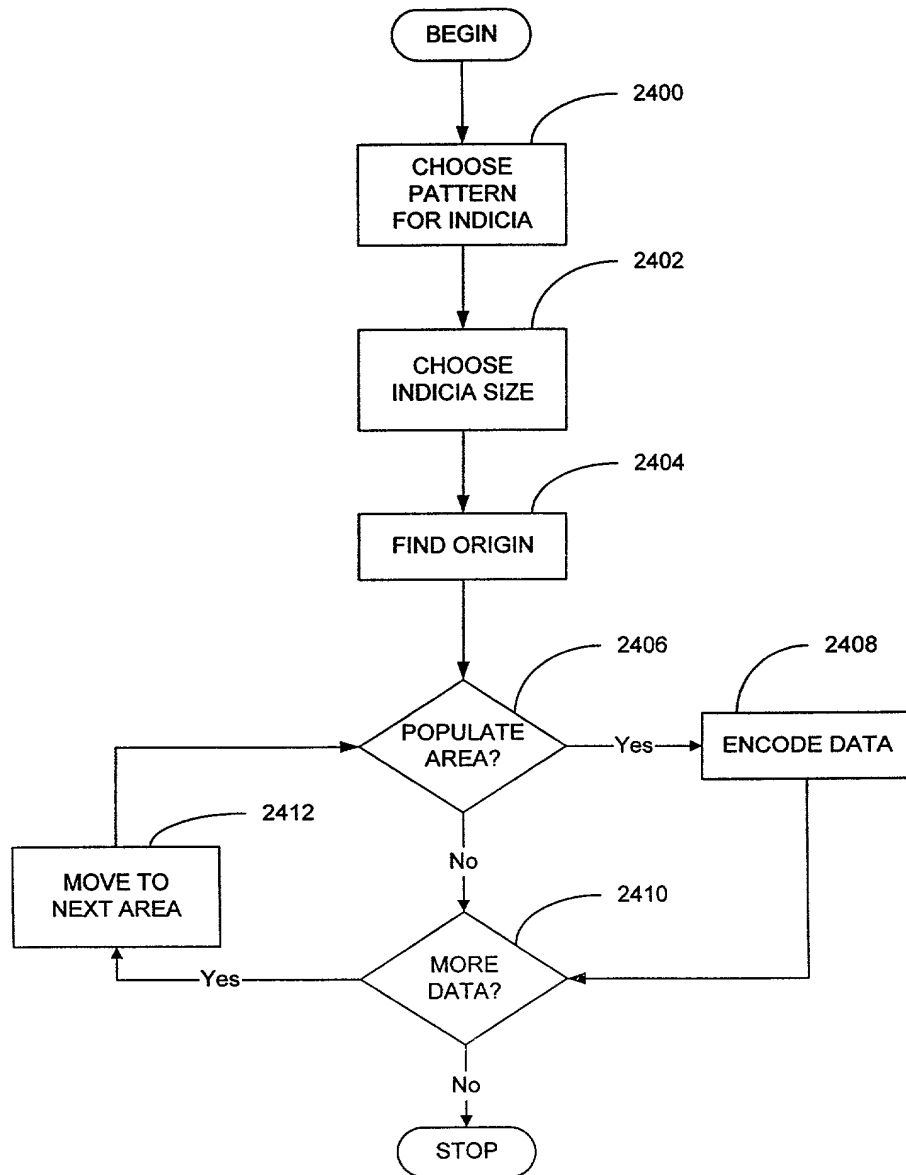 BEGIN
2400
CHOOSE
PATTERN
FOR INDICIA
2402
CHOOSE
INDICIA SIZE
2404
FIND ORIGIN
2406
2408
POPULATE
AREA?
Yes
ENCODE DATA
2412
No
MOVE TO
NEXT AREA
2410
MORE
DATA?
Yes
No
STOP